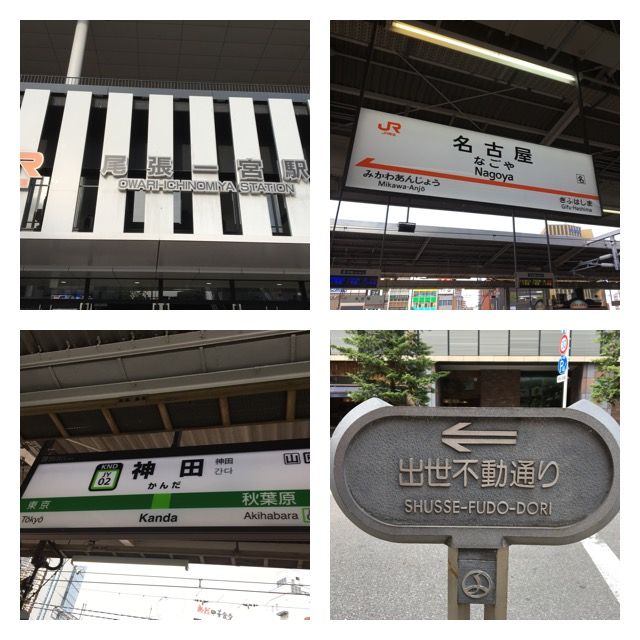 尾張一宮駅
OWARI-ICHINOMIYA STATION
JR
名古屋
なごや
Nagoya
みかわあんじょう
Mikawa-Anjō
名
ぎふはしま
Gifu-Hashima
KND
JY
02
神田
かんだ
神田
간다
山
東京
Tōkyō
Kanda
秋葉原
Akihabara
出世不動通り
SHUSSE-FUDO-DORI